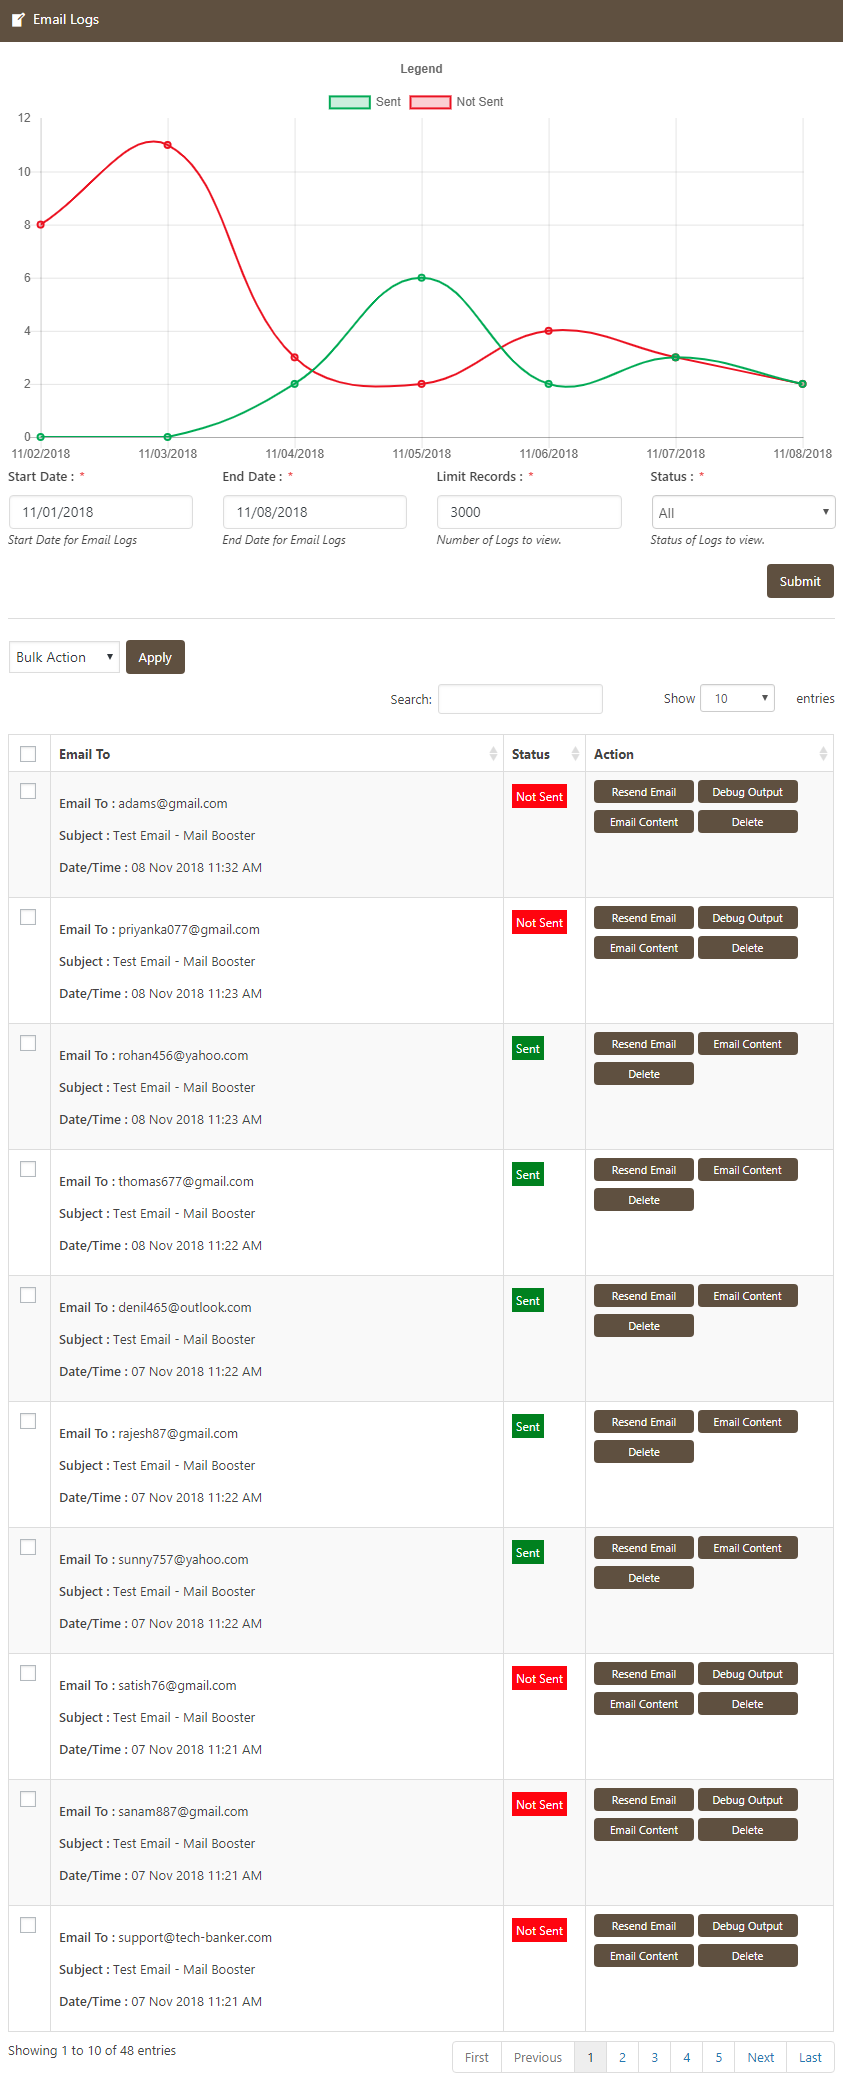 Email Logs
Legend
Sent Not Sent
12
10
8
6
4
2
0
11/02/2018 11/03/2018 11/04/2018 11/05/2018 11/06/2018 11/07/2018 11/08/2018
Start Date : * End Date : * Limit Records : * Status : *
11/01/2018 11/08/2018 3000 All
Start Date for Email Logs End Date for Email Logs Number of Logs to view. Status of Logs to view.
Submit
Bulk Action Apply
Search: Show 10 entries
Email To Status Action
Not Sent Resend Email Debug Output
Email To : adams@gmail.com
Email Content Delete
Subject : Test Email - Mail Booster
Date/Time : 08 Nov 2018 11:32 AM
Not Sent Resend Email Debug Output
Email To : priyanka077@gmail.com
Email Content Delete
Subject : Test Email - Mail Booster
Date/Time : 08 Nov 2018 11:23 AM
Sent Resend Email Email Content
Email To : rohan456@yahoo.com
Delete
Subject : Test Email - Mail Booster
Date/Time : 08 Nov 2018 11:23 AM
Sent Resend Email Email Content
Email To : thomas677@gmail.com
Delete
Subject : Test Email - Mail Booster
Date/Time : 08 Nov 2018 11:22 AM
Sent Resend Email Email Content
Email To : denil465@outlook.com
Delete
Subject : Test Email - Mail Booster
Date/Time : 07 Nov 2018 11:22 AM
Sent Resend Email Email Content
Email To : rajesh87@gmail.com
Delete
Subject : Test Email - Mail Booster
Date/Time : 07 Nov 2018 11:22 AM
Sent Resend Email Email Content
Email To : sunny757@yahoo.com
Delete
Subject : Test Email - Mail Booster
Date/Time : 07 Nov 2018 11:22 AM
Not Sent Resend Email Debug Output
Email To : satish76@gmail.com
Email Content Delete
Subject : Test Email - Mail Booster
Date/Time : 07 Nov 2018 11:21 AM
Not Sent Resend Email Debug Output
Email To : sanam887@gmail.com
Email Content Delete
Subject : Test Email - Mail Booster
Date/Time : 07 Nov 2018 11:21 AM
Not Sent Resend Email Debug Output
Email To : support@tech-banker.com
Email Content Delete
Subject : Test Email - Mail Booster
Date/Time : 07 Nov 2018 11:21 AM
Showing 1 to 10 of 48 entries First Previous 1 2 3 4 5 Next Last